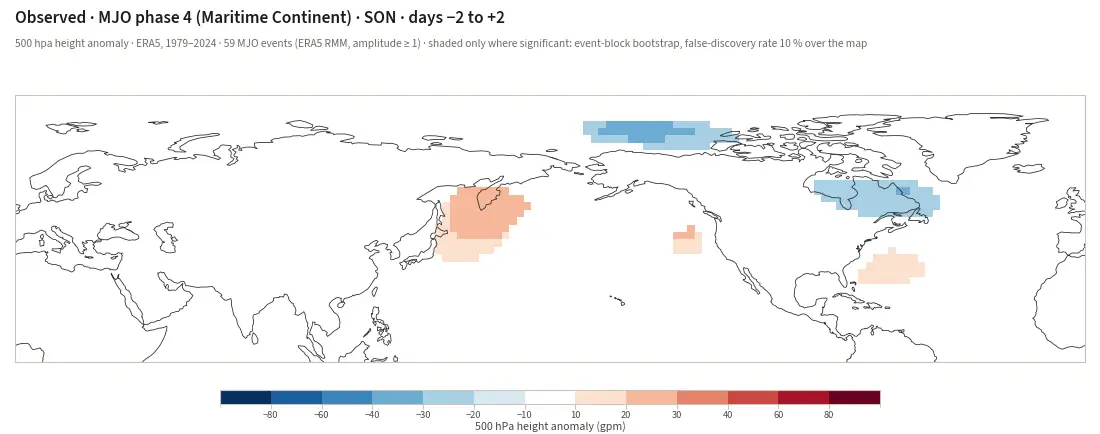 Observed · MJO phase 4 (Maritime Continent) · SON · days −2 to +2
500 hpa height anomaly · ERA5, 1979–2024 · 59 MJO events (ERA5 RMM, amplitude ≥ 1) · shaded only where significant: event-block bootstrap, false-discovery rate 10 % over the map
−80 −60 −40 −30 −20 −10 10 20 30 40 60 80
500 hPa height anomaly (gpm)